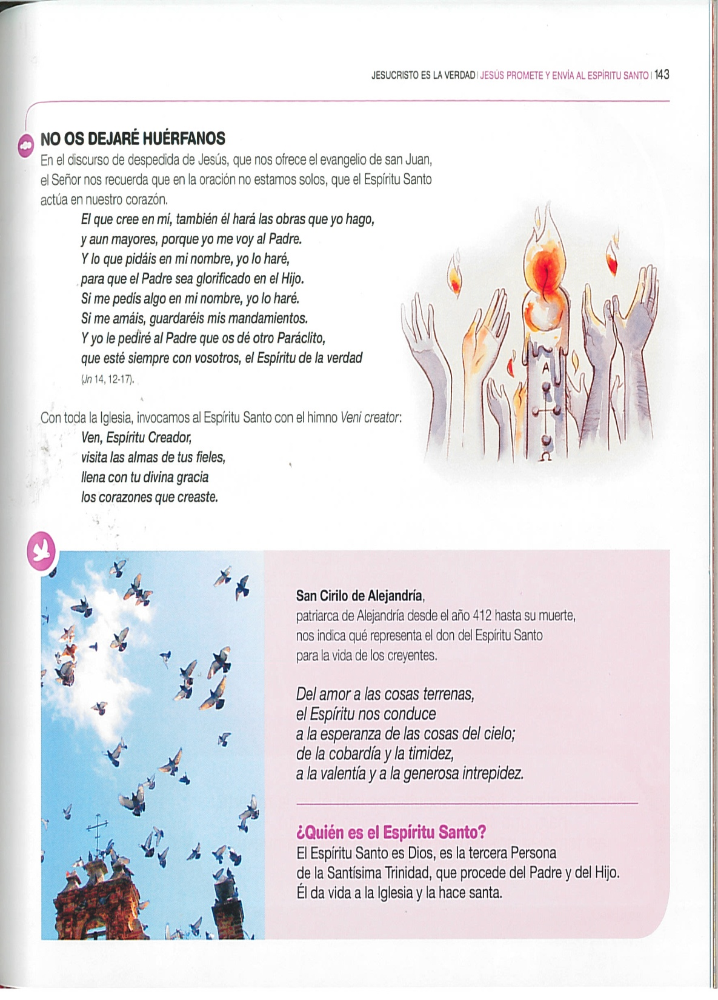 JESUCRISTO ES LA VERDAD | JESÚS PROMETE Y ENVÍA AL ESPÍRITU SANTO | 143
NO OS DEJARÉ HUÉRFANOS
En el discurso de despedida de Jesús, que nos ofrece el evangelio de san Juan,
el Señor nos recuerda que en la oración no estamos solos, que el Espíritu Santo
actúa en nuestro corazón.
El que cree en mí, también él hará las obras que yo hago,
y aun mayores, porque yo me voy al Padre.
Y lo que pidáis en mi nombre, yo lo haré,
para que el Padre sea glorificado en el Hijo.
Si me pedís algo en mi nombre, yo lo haré.
Si me amáis, guardaréis mis mandamientos.
Y yo le pediré al Padre que os dé otro Paráclito,
que esté siempre con vosotros, el Espíritu de la verdad
(Jn 14, 12-17).
Con toda la Iglesia, invocamos al Espíritu Santo con el himno Veni creator:
Ven, Espíritu Creador,
visita las almas de tus fieles,
llena con tu divina gracia
los corazones que creaste.
A
Ω
San Cirilo de Alejandría,
patriarca de Alejandría desde el año 412 hasta su muerte,
nos indica qué representa el don del Espíritu Santo
para la vida de los creyentes.
Del amor a las cosas terrenas,
el Espíritu nos conduce
a la esperanza de las cosas del cielo;
de la cobardía y la timidez,
a la valentía y a la generosa intrepidez.
¿Quién es el Espíritu Santo?
El Espíritu Santo es Dios, es la tercera Persona
de la Santísima Trinidad, que procede del Padre y del Hijo.
Él da vida a la Iglesia y la hace santa.